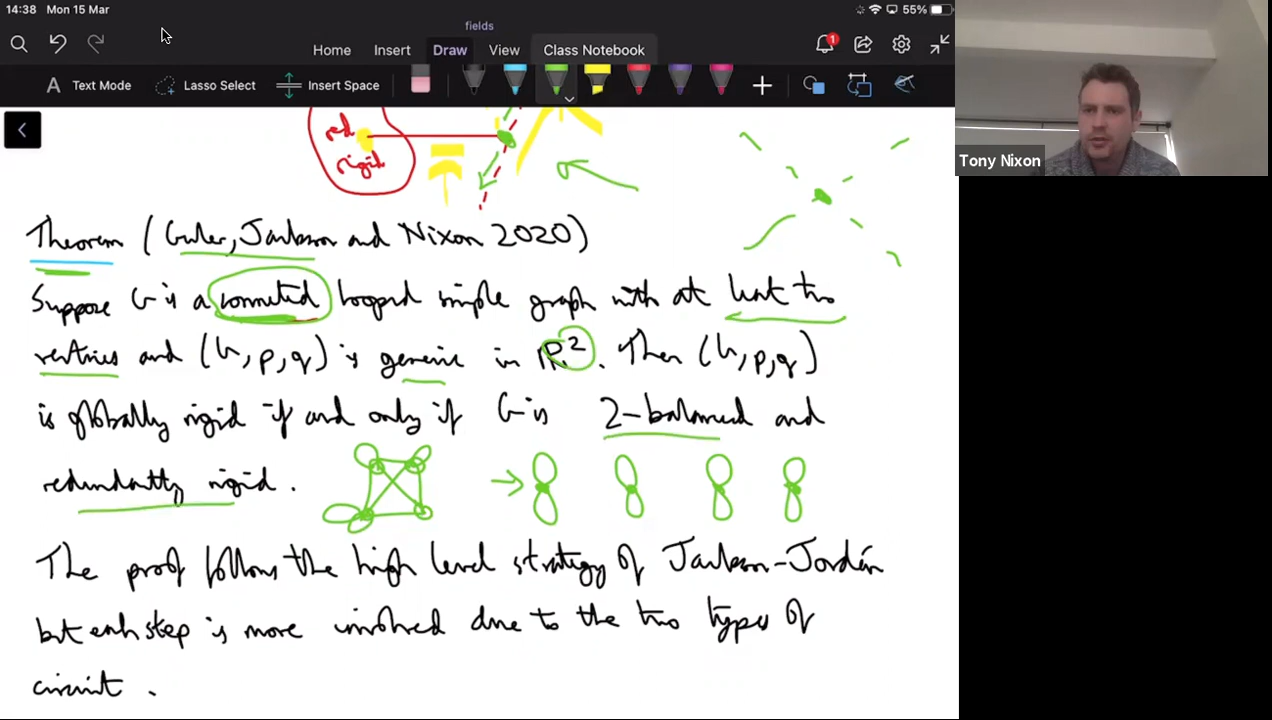 14:38 Mon 15 Mar
55%
fields
Home Insert Draw View Class Notebook
1
A Text Mode Lasso Select Insert Space
Tony Nixon
red
rigid
Theorem (Guler, Jackson and Nixon 2020)
Suppose G is a connected looped simple graph with at least two
vertices and (G,p,q) is generic in ℝ². Then (G,p,q)
is globally rigid if and only if G is 2-balanced and
redundantly rigid.
The proof follows the high level strategy of Jackson-Jordán
but each step is more involved due to the two types of
circuit.